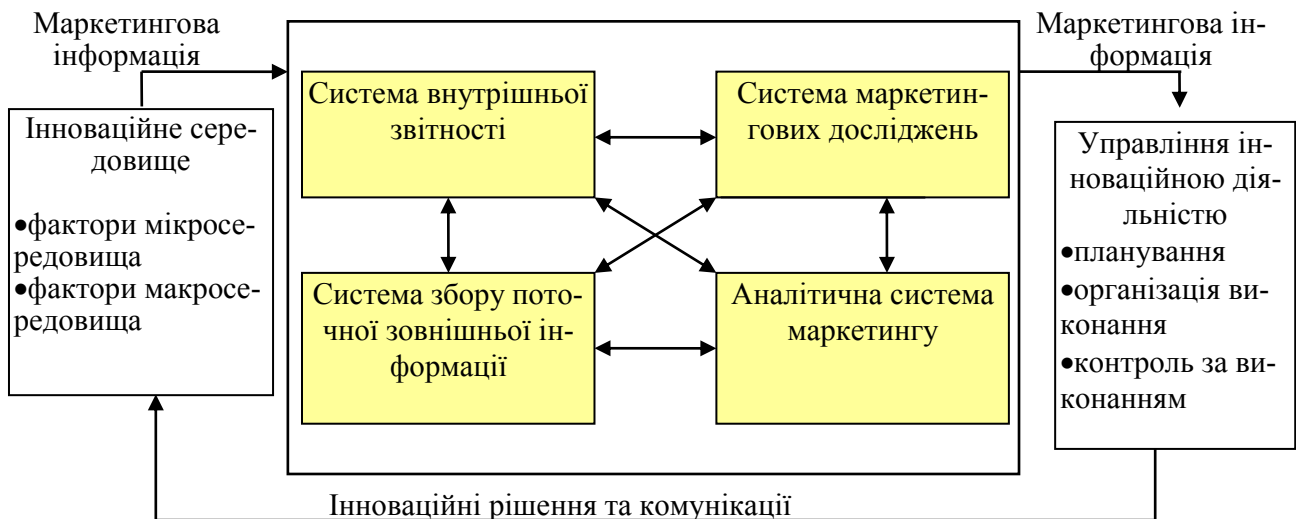 Маркетингова
інформація
Інноваційне сере-
довище
•фактори мікросе-
редовища
•фактори макросе-
редовища
Система внутрішньої
звітності
Система маркетин-
гових досліджень
Система збору пото-
чної зовнішньої ін-
формації
Аналітична система
маркетингу
Маркетингова ін-
формація
Управління ін-
новаційною дія-
льністю
•планування
•організація ви-
конання
•контроль за ви-
конанням
Інноваційні рішення та комунікації